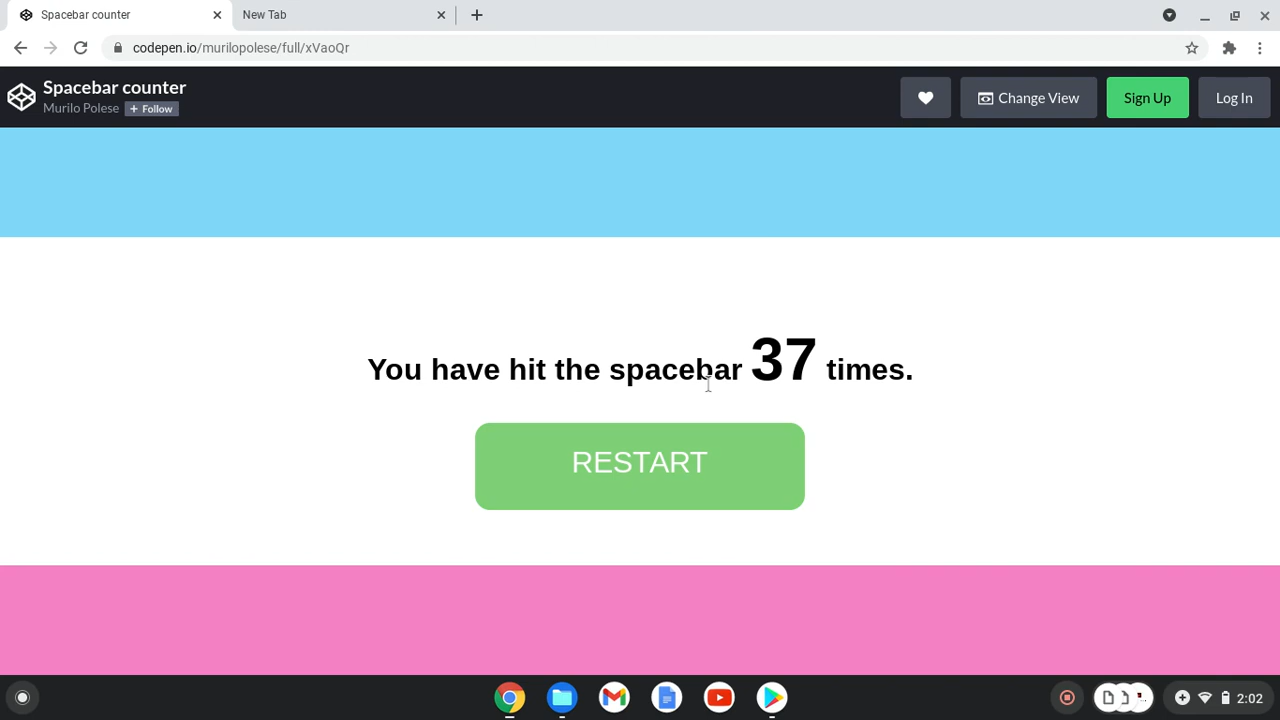 Spacebar counter
New Tab
codepen.io/murilopolese/full/xVaoQr
Spacebar counter
Murilo Polese + Follow
Change View
Sign Up
Log In
You have hit the spacebar 37 times.
RESTART
2:02